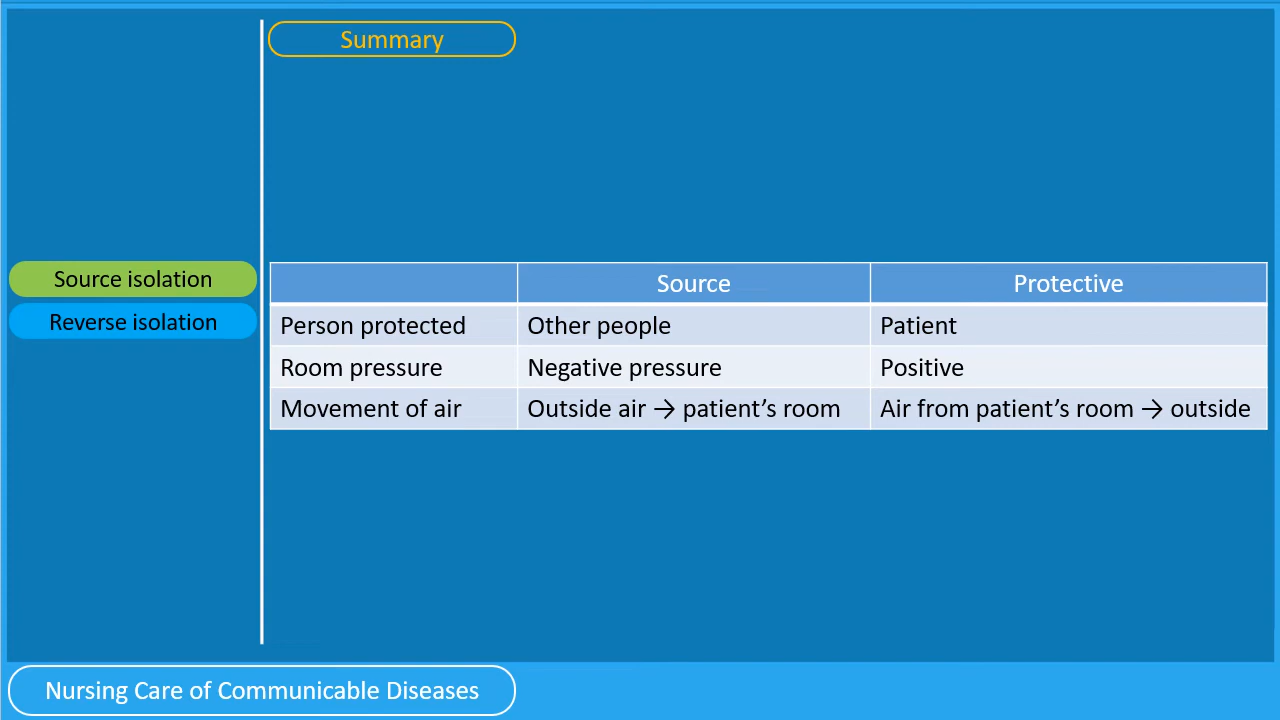 Summary
Source isolation
Reverse isolation
Source Protective
Person protected Other people Patient
Room pressure Negative pressure Positive
Movement of air Outside air → patient’s room Air from patient’s room → outside
Nursing Care of Communicable Diseases